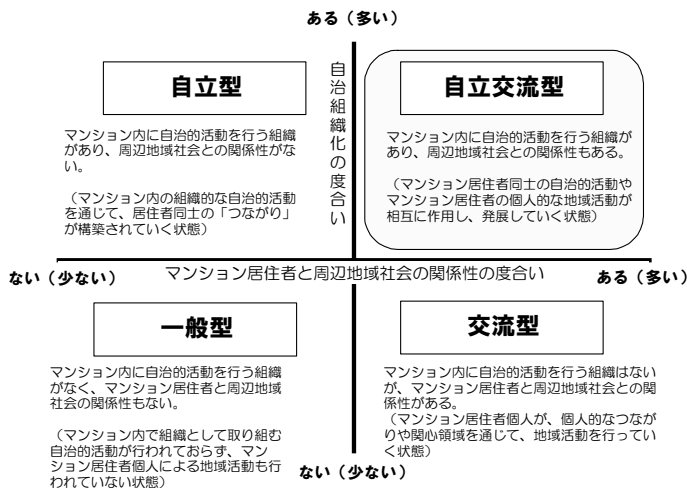 ある（多い）
自立型
マンション内に自治的活動を行う組織
があり、周辺地域社会との関係性がな
い。
（マンション内の組織的な自治的活動
を通じて、居住者同士の「つながり」
が構築されていく状態）
自治組織化の度合い
自立交流型
マンション内に自治的活動を行う組織が
あり、周辺地域社会との関係性もある。
（マンション居住者同士の自治的活動や
マンション居住者の個人的な地域活動が
相互に作用し、発展していく状態）
ない（少ない）
マンション居住者と周辺地域社会の関係性の度合い
ある（多い）
一般型
マンション内に自治的活動を行う組織
がなく、マンション居住者と周辺地域
社会の関係性もない。
（マンション内で組織として取り組む
自治的活動が行われておらず、マン
ション居住者個人による地域活動も行
われていない状態）
交流型
マンション内に自治的活動を行う組織はない
が、マンション居住者と周辺地域社会との関
係性がある。
（マンション居住者個人が、個人的なつなが
りや関心領域を通じて、地域活動を行ってい
く状態）
ない（少ない）